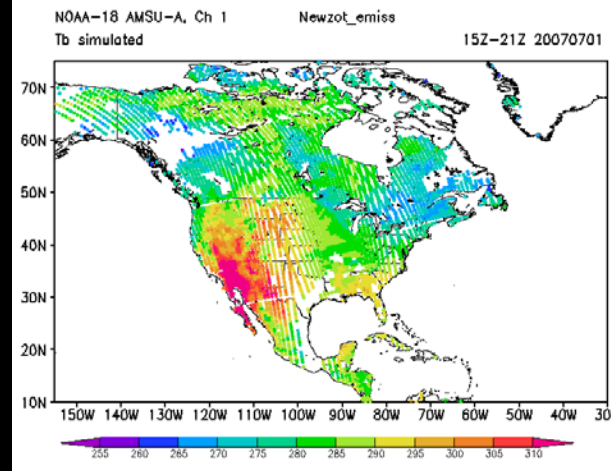 NOAA-18 AMSU-A, Ch 1 Newzot_emiss
Tb simulated 15Z-21Z 20070701
70N
60N
50N
40N
30N
20N
10N
150W 140W 130W 120W 110W 100W 90W 80W 70W 60W 50W 40W 30
255 260 265 270 275 280 285 290 295 300 305 310